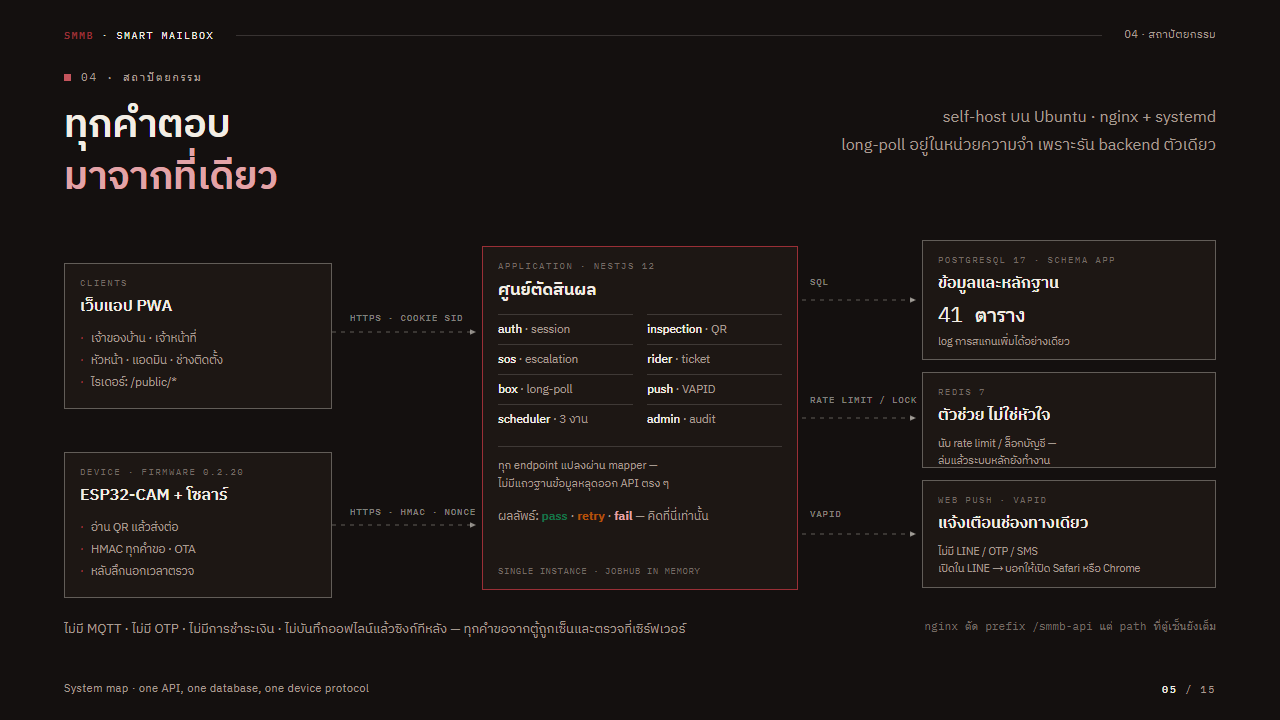 SMMB · SMART MAILBOX
04 · สถาปัตยกรรม
04 · สถาปัตยกรรม
ทุกคำตอบ
มาจากที่เดียว
self-host บน Ubuntu · nginx + systemd
long-poll อยู่ในหน่วยความจำ เพราะรัน backend ตัวเดียว
CLIENTS
เว็บแอป PWA
· เจ้าของบ้าน · เจ้าหน้าที่
· หัวหน้า · แอดมิน · ช่างติดตั้ง
· ไรเดอร์: /public/*
DEVICE · FIRMWARE 0.2.20
ESP32-CAM + โซลาร์
· อ่าน QR แล้วส่งต่อ
· HMAC ทุกคำขอ · OTA
· หลับลึกนอกเวลาตรวจ
HTTPS · COOKIE SID
HTTPS · HMAC · NONCE
APPLICATION · NESTJS 12
ศูนย์ตัดสินผล
auth · session
inspection · QR
sos · escalation
rider · ticket
box · long-poll
push · VAPID
scheduler · 3 งาน
admin · audit
ทุก endpoint แปลงผ่าน mapper —
ไม่มีแถวฐานข้อมูลหลุดออก API ตรง ๆ
ผลลัพธ์: pass · retry · fail — คิดที่นี่เท่านั้น
SINGLE INSTANCE · JOBHUB IN MEMORY
SQL
RATE LIMIT / LOCK
VAPID
POSTGRESQL 17 · SCHEMA APP
ข้อมูลและหลักฐาน
41 ตาราง
log การสแกนเพิ่มได้อย่างเดียว
REDIS 7
ตัวช่วย ไม่ใช่หัวใจ
นับ rate limit / ล็อกบัญชี —
ล่มแล้วระบบหลักยังทำงาน
WEB PUSH · VAPID
แจ้งเตือนช่องทางเดียว
ไม่มี LINE / OTP / SMS
เปิดใน LINE → บอกให้เปิด Safari หรือ Chrome
ไม่มี MQTT · ไม่มี OTP · ไม่มีการชำระเงิน · ไม่บันทึกออฟไลน์แล้วซิงก์ทีหลัง — ทุกคำขอจากตู้ถูกเซ็นและตรวจที่เซิร์ฟเวอร์
nginx ตัด prefix /smmb-api แต่ path ที่ตู้เซ็นยังเต็ม
System map · one API, one database, one device protocol
05 / 15